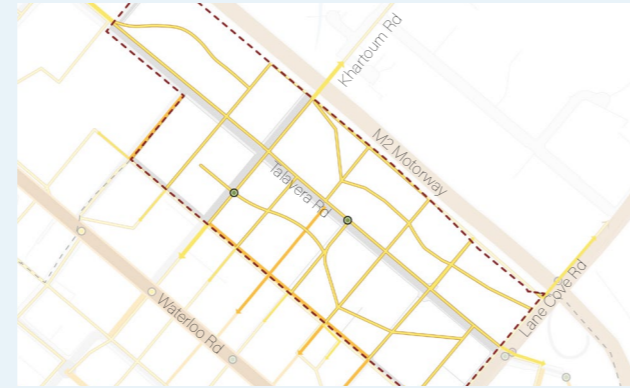 Khartoum Rd
M2 Motorway
Talavera Rd
Lane Cove Rd
Waterloo Rd